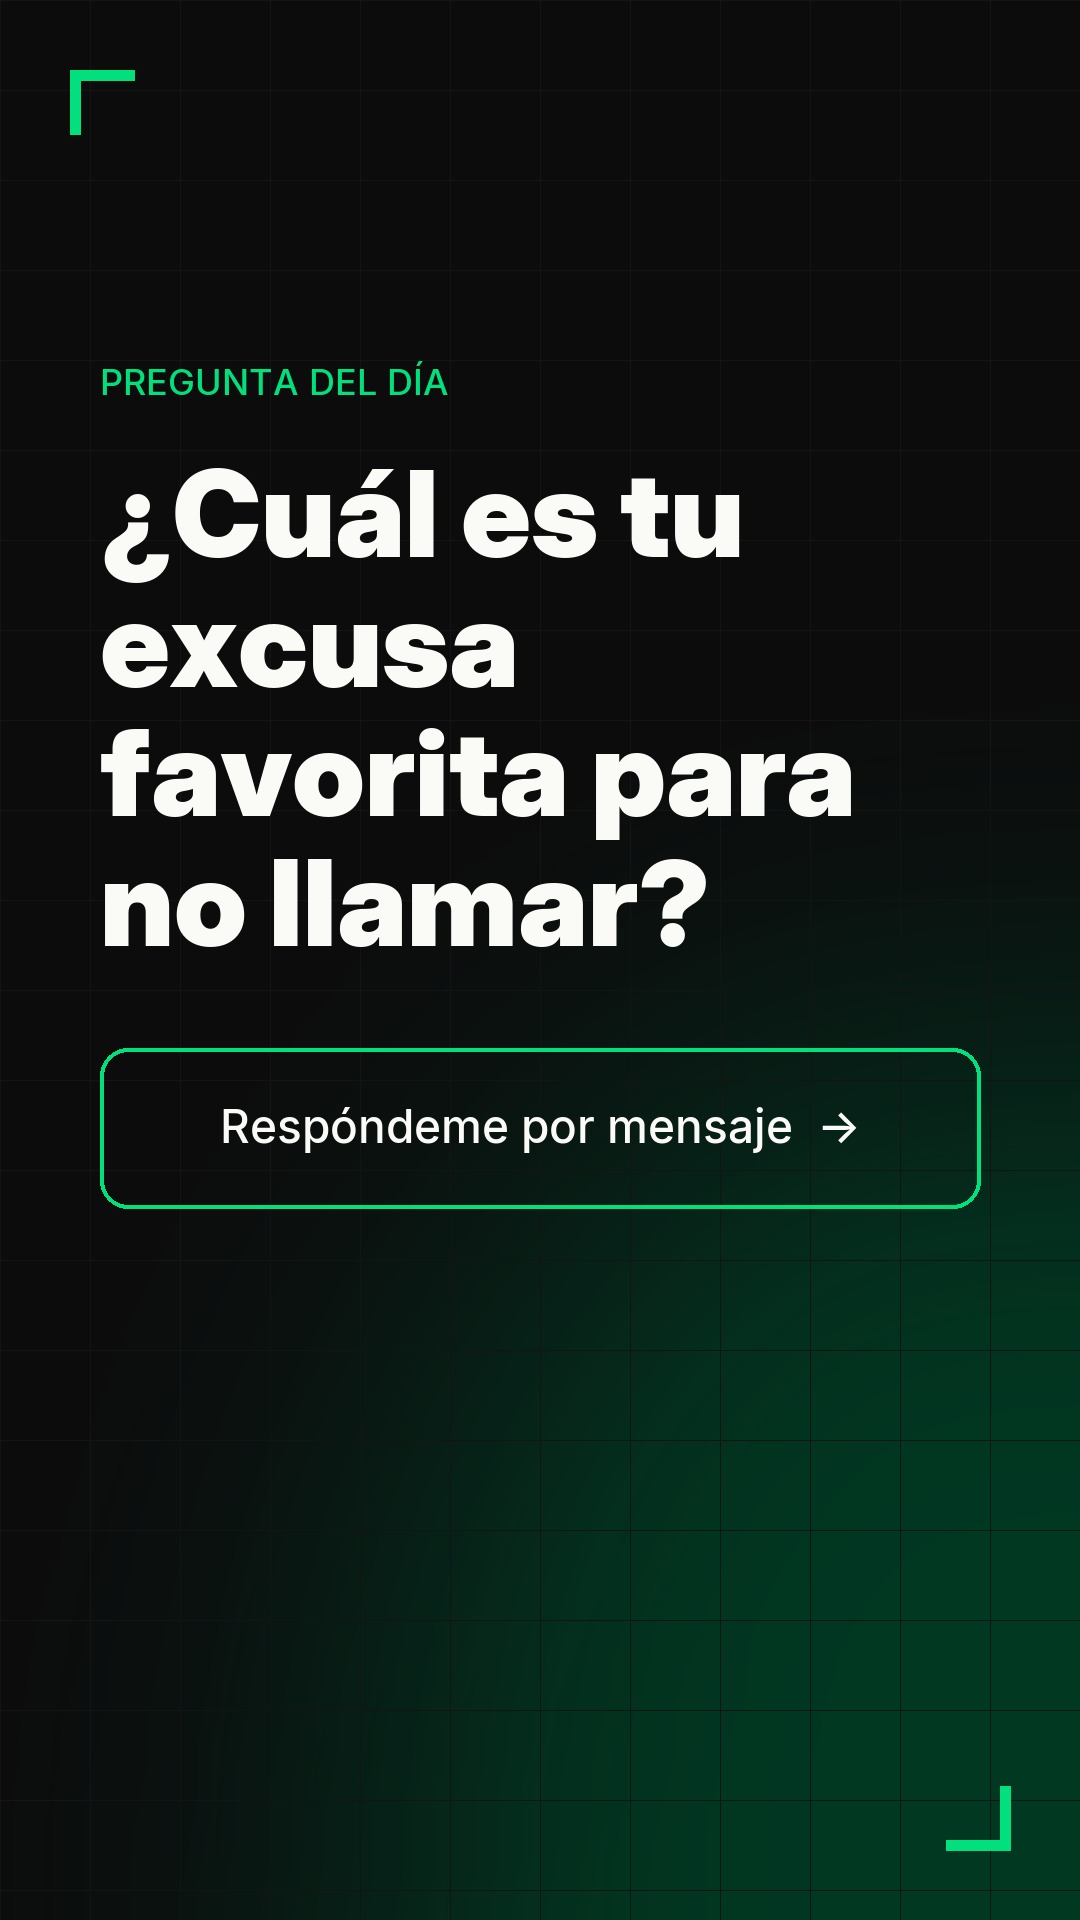 PREGUNTA DEL DÍA
¿Cuál es tu
excusa
favorita para
no llamar?
Respóndeme por mensaje →